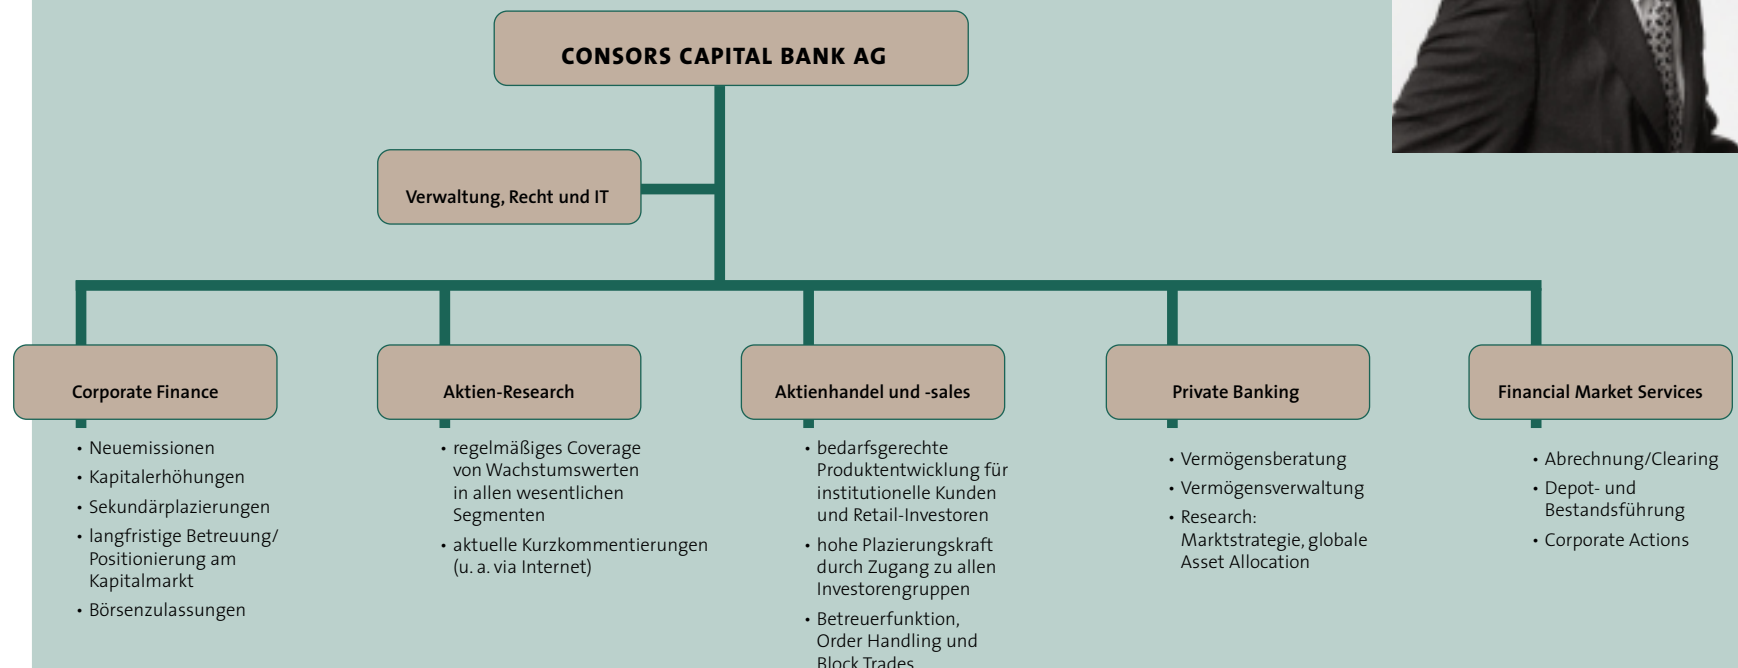 CONSORS CAPITAL BANK AG
Verwaltung, Recht und IT
Corporate Finance
• Neuemissionen
• Kapitalerhöhungen
• Sekundärplazierungen
• langfristige Betreuung/
Positionierung am
Kapitalmarkt
• Börsenzulassungen
Aktien-Research
• regelmäßiges Coverage
von Wachstumswerten
in allen wesentlichen
Segmenten
• aktuelle Kurzkommentierungen
(u. a. via Internet)
Aktienhandel und -sales
• bedarfsgerechte
Produktentwicklung für
institutionelle Kunden
und Retail-Investoren
• hohe Plazierungskraft
durch Zugang zu allen
Investorengruppen
• Betreuerfunktion,
Order Handling und
Block Trades
Private Banking
• Vermögensberatung
• Vermögensverwaltung
• Research:
Marktstrategie, globale
Asset Allocation
Financial Market Services
• Abrechnung/Clearing
• Depot- und
Bestandsführung
• Corporate Actions